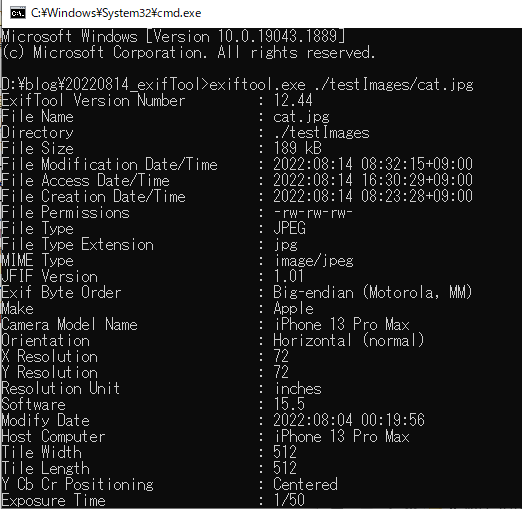 C:¥Windows¥System32¥cmd.exe
Microsoft Windows [Version 10.0.19043.1889]
(c) Microsoft Corporation. All rights reserved.
D:¥blog¥20220814_exifTool>exiftool.exe ./testImages/cat.jpg
ExifTool Version Number : 12.44
File Name : cat.jpg
Directory : ./testImages
File Size : 189 kB
File Modification Date/Time : 2022:08:14 08:32:15+09:00
File Access Date/Time : 2022:08:14 16:30:29+09:00
File Creation Date/Time : 2022:08:14 08:23:28+09:00
File Permissions : -rw-rw-rw-
File Type : JPEG
File Type Extension : jpg
MIME Type : image/jpeg
JFIF Version : 1.01
Exif Byte Order : Big-endian (Motorola, MM)
Make : Apple
Camera Model Name : iPhone 13 Pro Max
Orientation : Horizontal (normal)
X Resolution : 72
Y Resolution : 72
Resolution Unit : inches
Software : 15.5
Modify Date : 2022:08:04 00:19:56
Host Computer : iPhone 13 Pro Max
Tile Width : 512
Tile Length : 512
Y Cb Cr Positioning : Centered
Exposure Time : 1/50